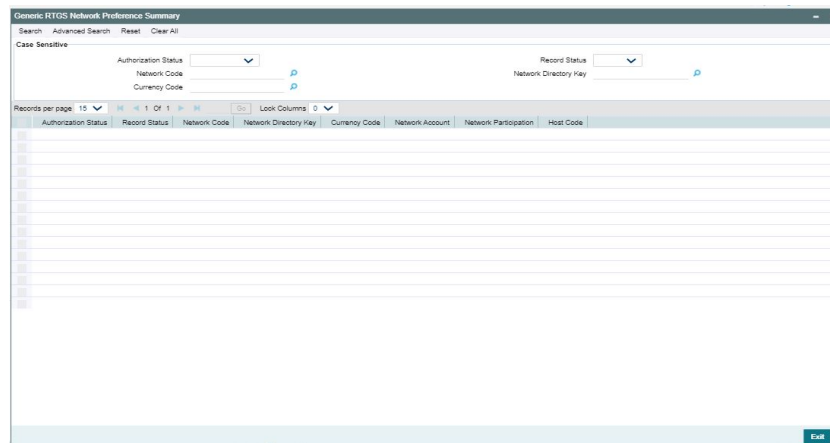 Generic RTGS Network Preference Summary
Search Advanced Search Reset Clear All
Case Sensitive
Authorization Status Record Status
Network Code Network Directory Key
Currency Code
Records per page 15 1 Of 1 Go Lock Columns 0
Authorization Status Record Status Network Code Network Directory Key Currency Code Network Account Network Participation Host Code
Exit